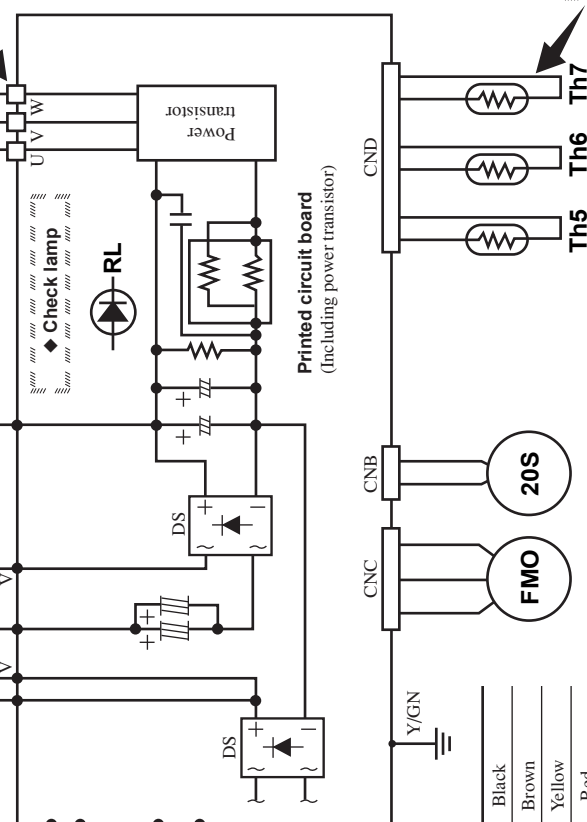 Power
transistor
W
V
U
◆ Check lamp
RL
Printed circuit board
(Including power transistor)
CND
Th7
Th6
Th5
+
+
DS
+
−
~
~
CNB
20S
CNC
FMO
V
+
+
V
DS
+
−
~
~
Y/GN
Black
Brown
Yellow
Red